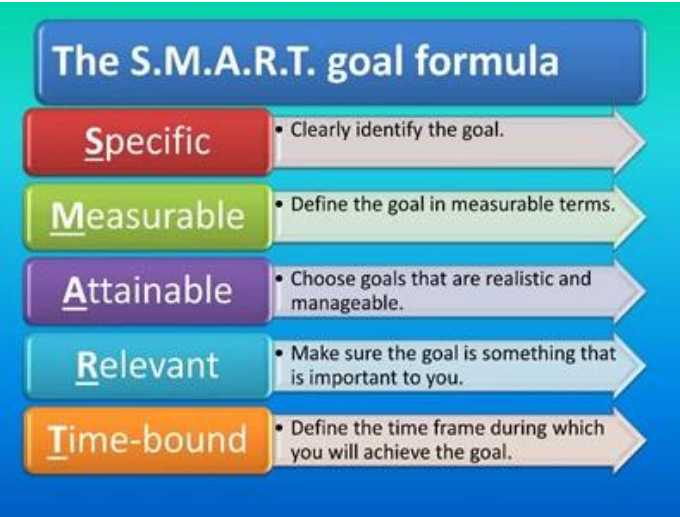 The S.M.A.R.T. goal formula
Specific
• Clearly identify the goal.
Measurable
• Define the goal in measurable terms.
Attainable
• Choose goals that are realistic and
manageable.
Relevant
• Make sure the goal is something that
is important to you.
Time-bound
• Define the time frame during which
you will achieve the goal.